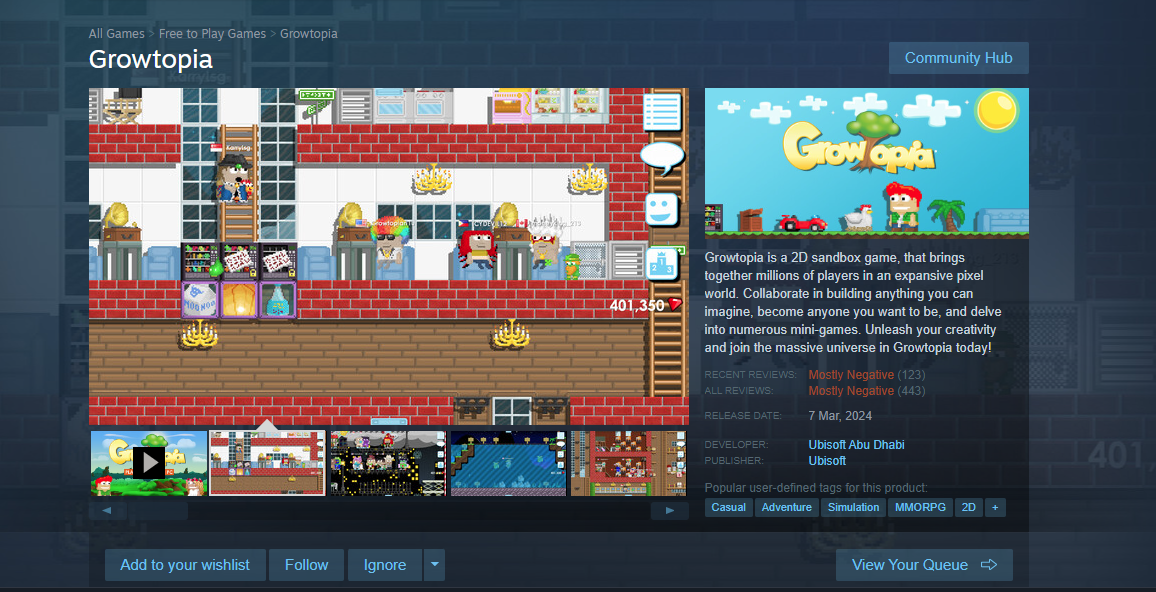 All Games > Free to Play Games > Growtopia
Growtopia
Community Hub
Karrylsg.
401,350
GrowTopia
Growtopia is a 2D sandbox game, that brings
together millions of players in an expansive pixel
world. Collaborate in building anything you can
imagine, become anyone you want to be, and delve
into numerous mini-games. Unleash your creativity
and join the massive universe in Growtopia today!
RECENT REVIEWS: Mostly Negative (123)
ALL REVIEWS: Mostly Negative (443)
RELEASE DATE: 7 Mar, 2024
DEVELOPER: Ubisoft Abu Dhabi
PUBLISHER: Ubisoft
Popular user-defined tags for this product:
Casual Adventure Simulation MMORPG 2D +
Add to your wishlist Follow Ignore
View Your Queue